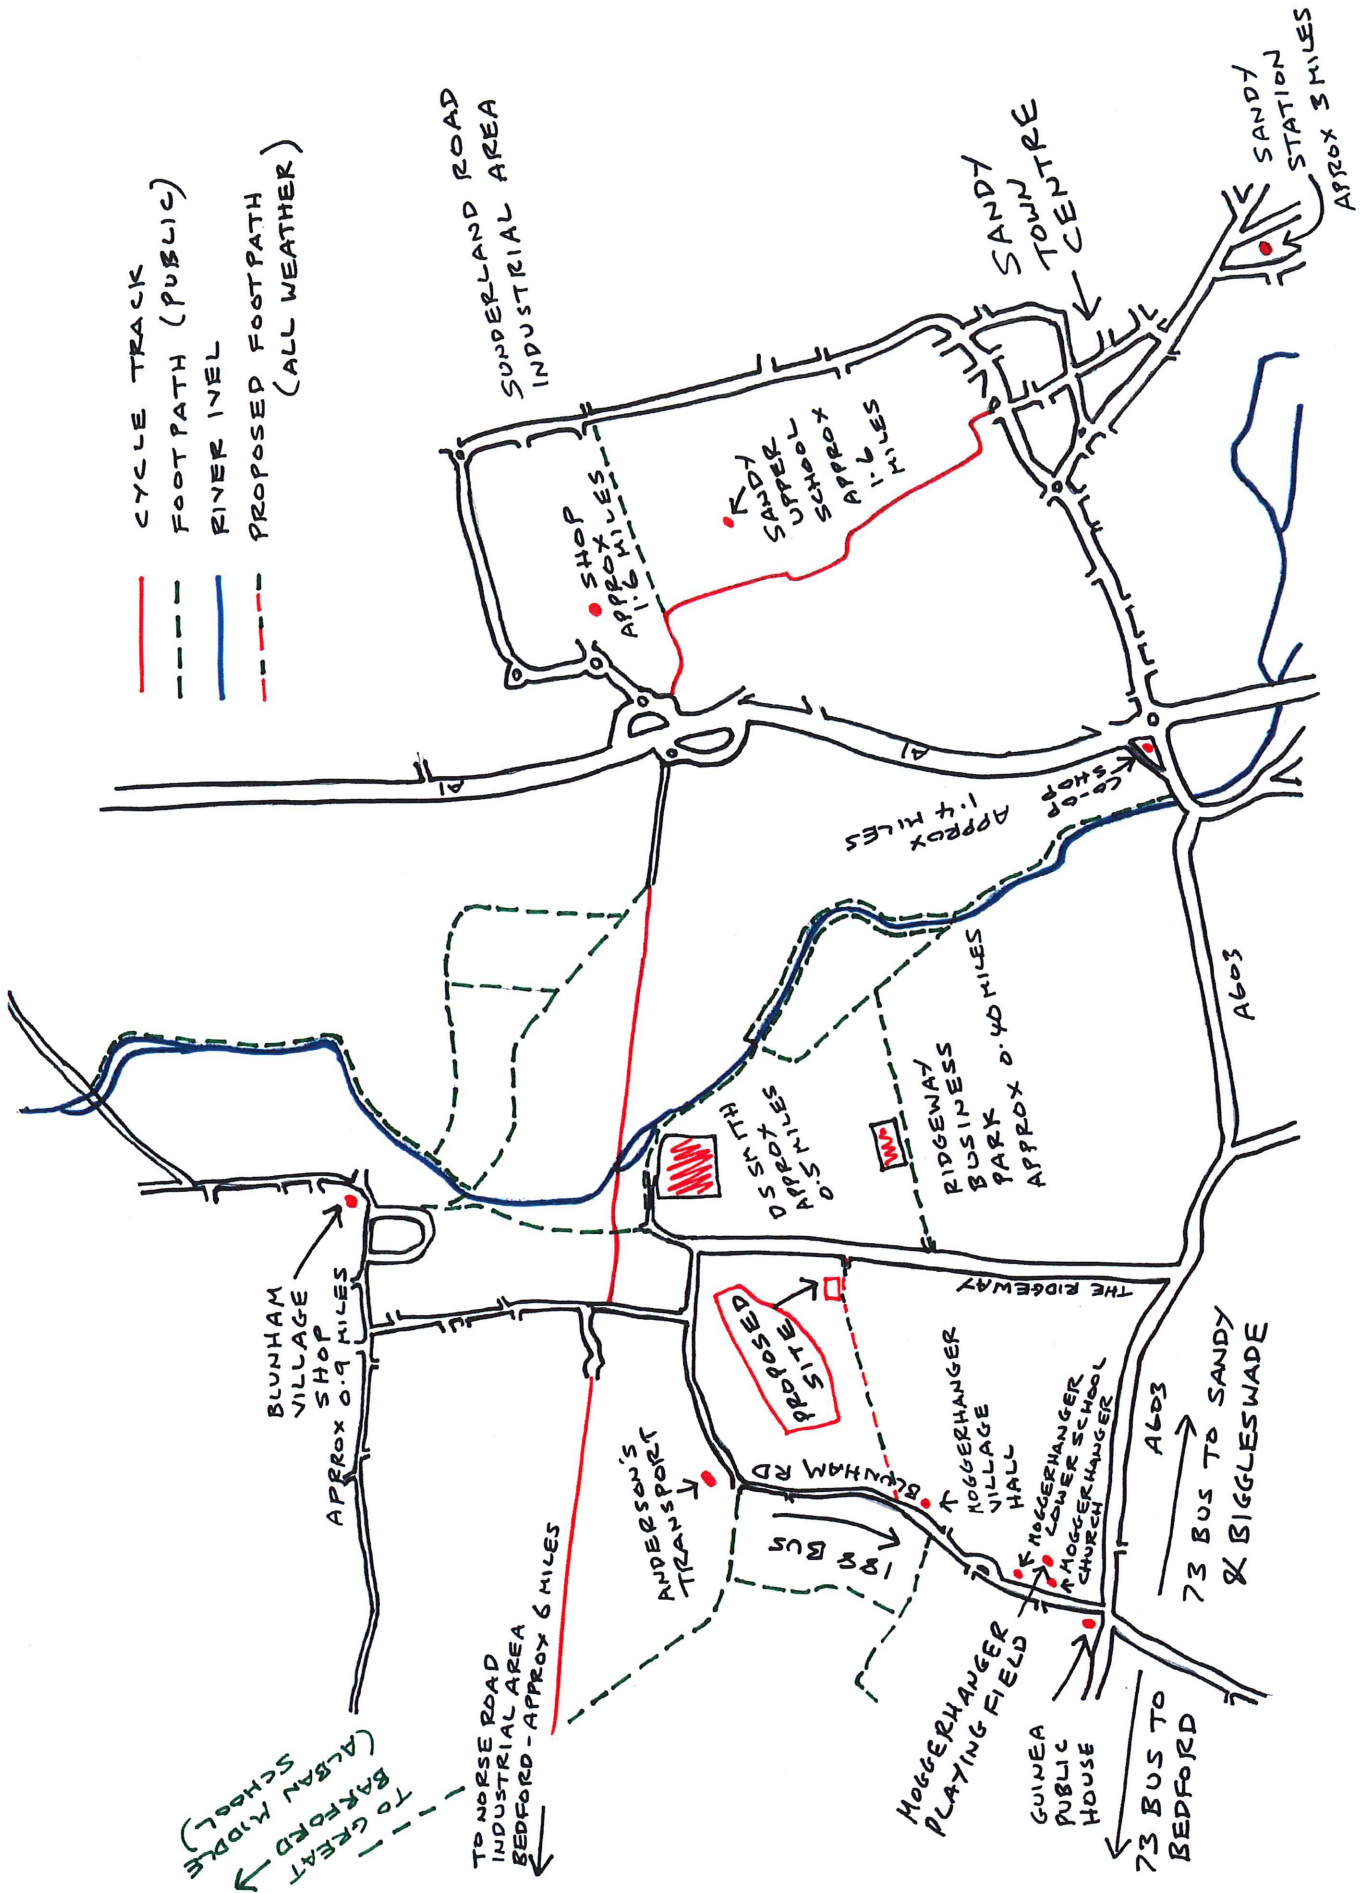 CYCLE TRACK
FOOTPATH (PUBLIC)
RIVER IVEL
PROPOSED FOOTPATH
(ALL WEATHER)
SUNDERLAND ROAD
INDUSTRIAL AREA
SHOP
APPROX
1.6 MILES
SANDY
UPPER
SCHOOL
APPROX
1.6
MILES
SANDY
TOWN
CENTRE
SANDY
STATION
APROX 3 MILES
A1
A1
CO-OP
SHOP
APPROX
1.4 MILES
A603
RIDGEWAY
BUSINESS
PARK
APPROX 0.40 MILES
DS SMITH
APPROX
0.5 MILES
BLUNHAM
VILLAGE
SHOP
APPROX 0.9 MILES
THE RIDGEWAY
PROPOSED
SITE
BLUNHAM RD
MOGGERHANGER
VILLAGE
HALL
MOGGERHANGER
LOWER SCHOOL
MOGGERHANGER
CHURCH
A603
73 BUS TO SANDY
& BIGGLESWADE
ANDERSON'S
TRANSPORT
188
BUS
MOGGERHANGER
PLAYING FIELD
GUINEA
PUBLIC
HOUSE
73 BUS TO
BEDFORD
TO NORSE ROAD
INDUSTRIAL AREA
BEDFORD - APPROX 6 MILES
TO GREAT
BARFORD
(ALBAN MIDDLE
SCHOOL)